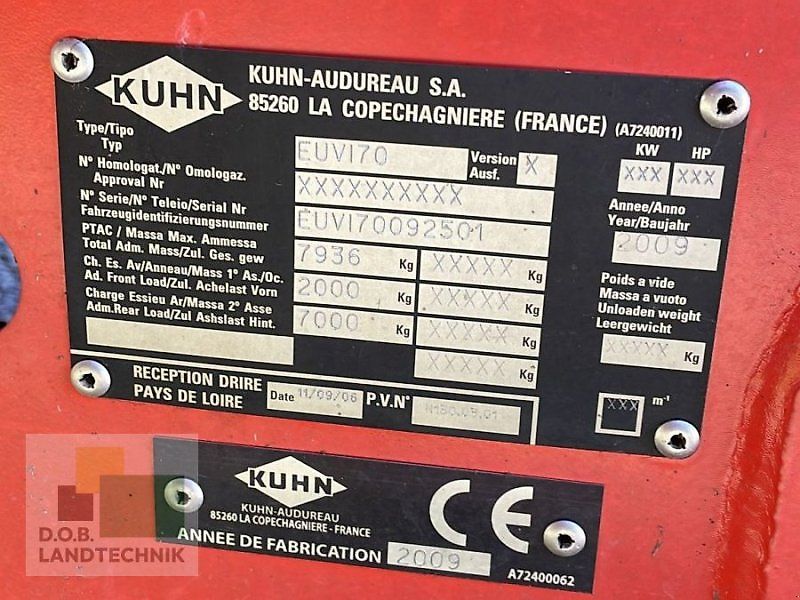 KUHN
KUHN-AUDUREAU S.A.
85260 LA COPECHAGNIERE (FRANCE) (A7240011)
Type/Tipo
Typ
EUV170
Version
Ausf.
X
KW
HP
XXX
XXX
N° Homologat./N° Omologaz.
Approval Nr
XXXXXXXXXX
N° Serie/N° Teleio/Serial Nr
Fahrzeugidentifizierungsnummer
EUV170092501
Annee/Anno
Year/Baujahr
2009
PTAC / Massa Max. Ammessa
Total Adm. Mass/Zul. Ges. gew
7936 Kg
XXXXX Kg
Ch. Es. Av/Anneau/Mass 1° As./Oc.
Ad. Front Load/Zul. Achelast Vorn
2000 Kg
XXXXX Kg
Charge Essieu Ar/Massa 2° Asse
Adm.Rear Load/Zul Ashslast Hint.
7000 Kg
XXXXX Kg
XXXXX Kg
Poids a vide
Massa a vuoto
Unloaden weight
Leergewicht
XXXXX Kg
RECEPTION DRIRE
PAYS DE LOIRE
Date 11/09/06
P.V.N°
XXX
m-¹
KUHN
KUHN-AUDUREAU
85260 LA COPECHAGNIERE - FRANCE
CE
ANNEE DE FABRICATION 2009
A72400062
D.O.B.
LANDTECHNIK